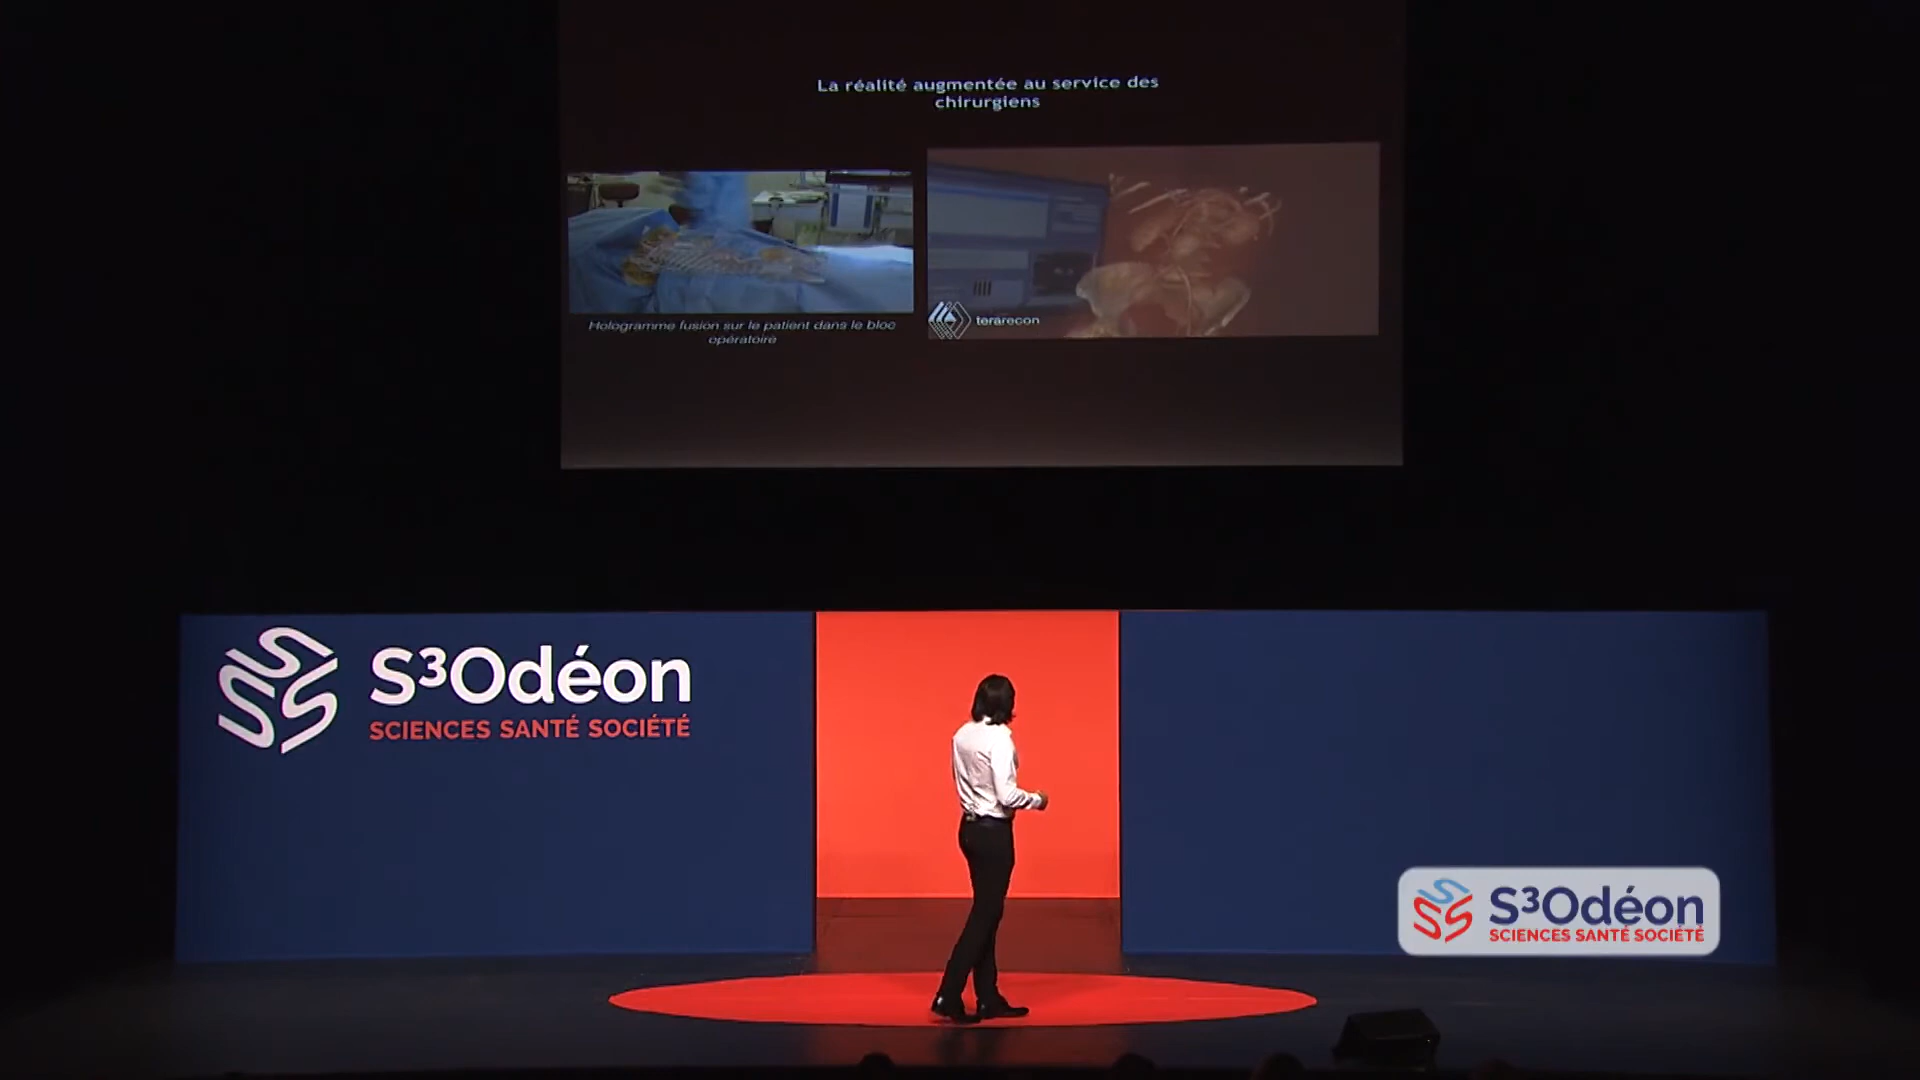 La réalité augmentée au service des
chirurgiens
Hologramme fusion sur le patient dans le bloc
opératoire
terarecon
S³Odéon
SCIENCES SANTÉ SOCIÉTÉ
S³Odéon
SCIENCES SANTÉ SOCIÉTÉ